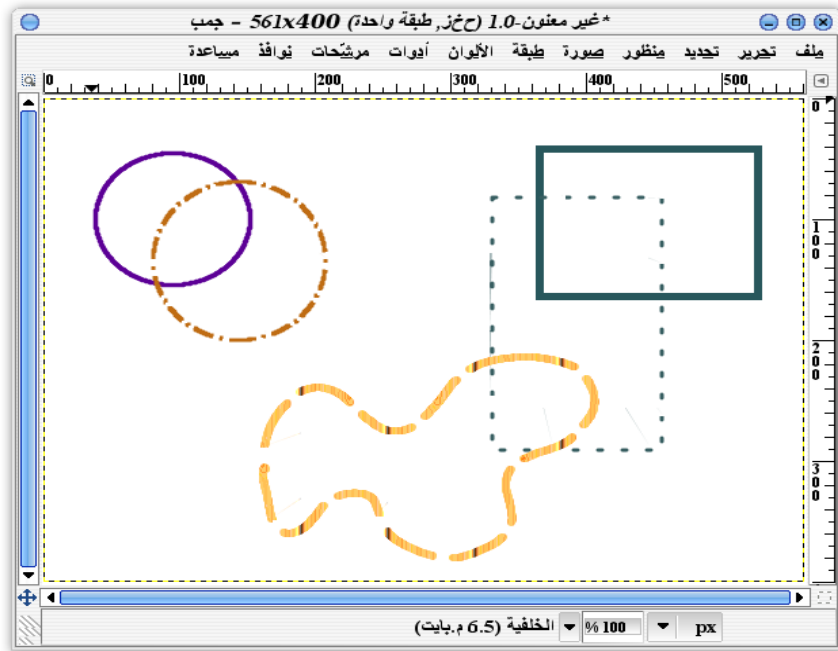 *غير معنون-1.0 (حخز, طبقة واحدة) 561x400 – جمب
ملف تحرير تحديد منظور صورة طبقة الألوان أدوات مرشّحات نوافذ مساعدة
0 100 200 300 400 500
0
100
200
300
px 100 % الخلفية (6.5 م.بايت)